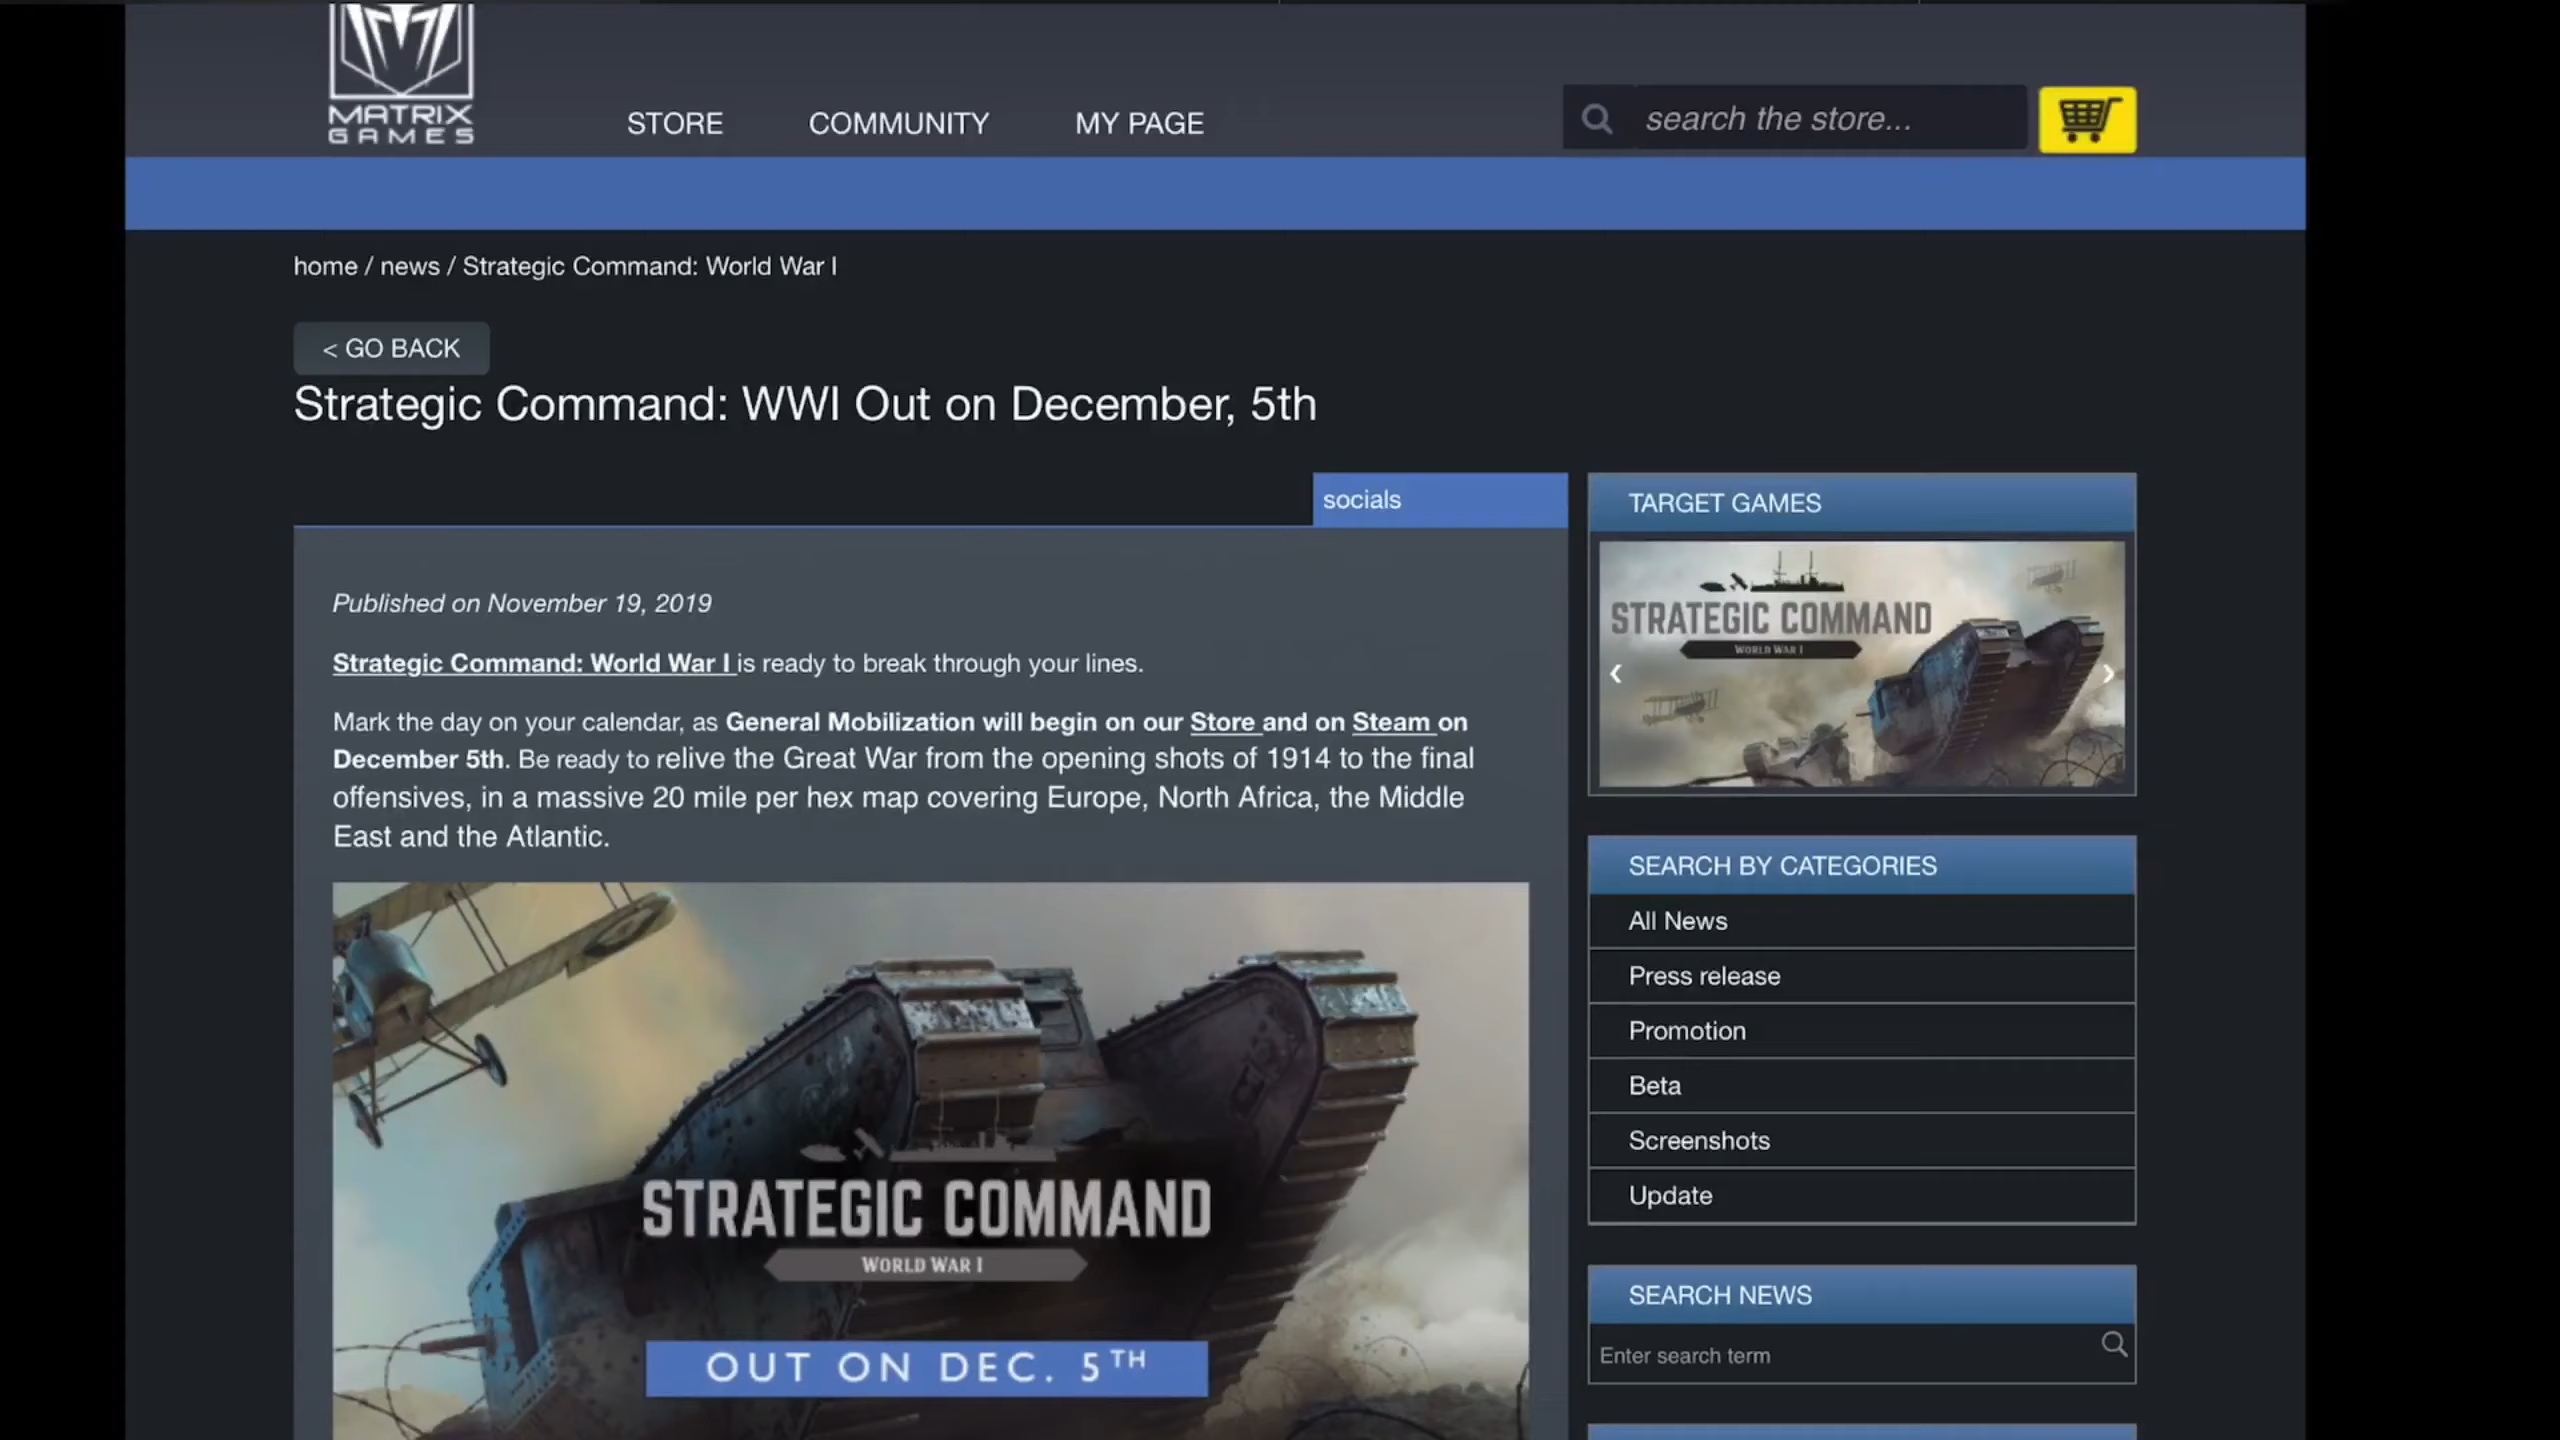 MATRIX
GAMES
STORE
COMMUNITY
MY PAGE
search the store...
home / news / Strategic Command: World War I
< GO BACK
Strategic Command: WWI Out on December, 5th
socials
Published on November 19, 2019
Strategic Command: World War I is ready to break through your lines.
Mark the day on your calendar, as General Mobilization will begin on our Store and on Steam on
December 5th. Be ready to relive the Great War from the opening shots of 1914 to the final
offensives, in a massive 20 mile per hex map covering Europe, North Africa, the Middle
East and the Atlantic.
STRATEGIC COMMAND
WORLD WAR I
OUT ON DEC. 5TH
TARGET GAMES
STRATEGIC COMMAND
WORLD WAR I
SEARCH BY CATEGORIES
All News
Press release
Promotion
Beta
Screenshots
Update
SEARCH NEWS
Enter search term